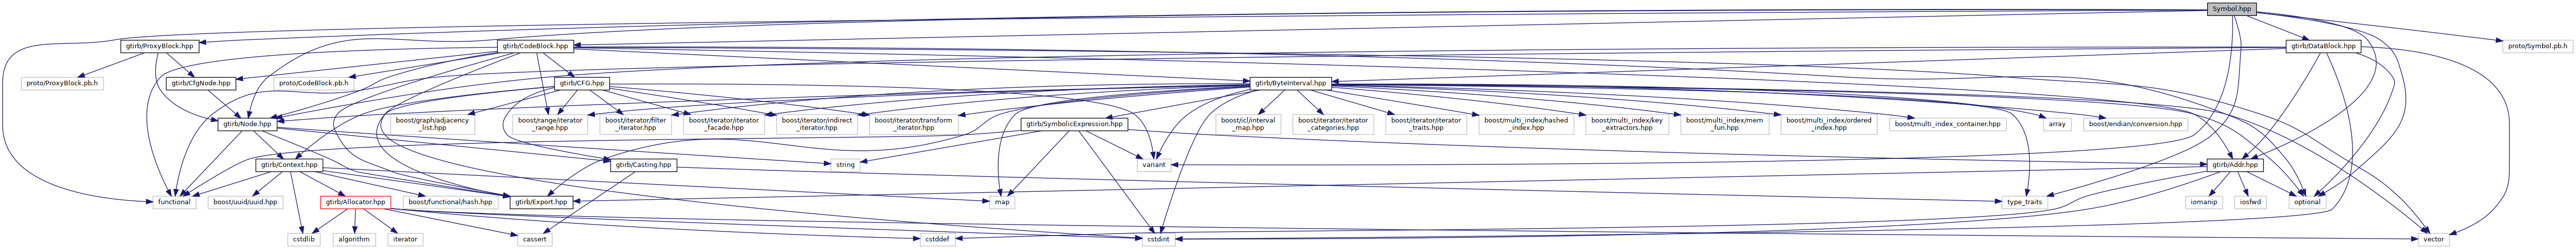 Symbol.hpp
gtirb/ProxyBlock.hpp
gtirb/CodeBlock.hpp
gtirb/DataBlock.hpp
proto/Symbol.pb.h
proto/ProxyBlock.pb.h
gtirb/CfgNode.hpp
proto/CodeBlock.pb.h
gtirb/CFG.hpp
gtirb/ByteInterval.hpp
gtirb/Node.hpp
boost/graph/adjacency
_list.hpp
boost/range/iterator
_range.hpp
boost/iterator/filter
_iterator.hpp
boost/iterator/iterator
_facade.hpp
boost/iterator/indirect
_iterator.hpp
boost/iterator/transform
_iterator.hpp
gtirb/SymbolicExpression.hpp
boost/icl/interval
_map.hpp
boost/iterator/iterator
_categories.hpp
boost/iterator/iterator
_traits.hpp
boost/multi_index/hashed
_index.hpp
boost/multi_index/key
_extractors.hpp
boost/multi_index/mem
_fun.hpp
boost/multi_index/ordered
_index.hpp
boost/multi_index_container.hpp
array
boost/endian/conversion.hpp
gtirb/Context.hpp
gtirb/Casting.hpp
string
variant
gtirb/Addr.hpp
functional
boost/uuid/uuid.hpp
gtirb/Allocator.hpp
boost/functional/hash.hpp
gtirb/Export.hpp
map
type_traits
iomanip
iosfwd
optional
cstdlib
algorithm
iterator
cassert
cstddef
cstdint
vector